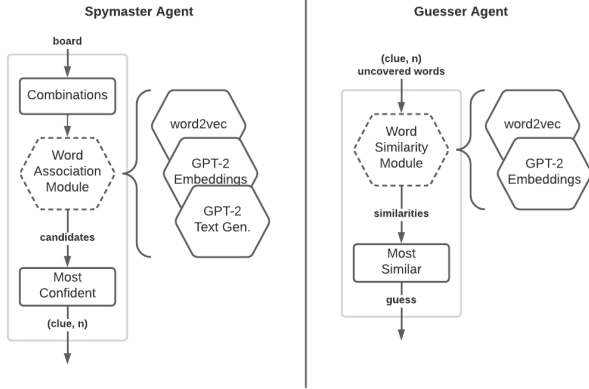 Spymaster Agent
board
Combinations
Word
Association
Module
word2vec
GPT-2
Embeddings
GPT-2
Text Gen.
candidates
Most
Confident
(clue, n)
Guesser Agent
(clue, n)
uncovered words
Word
Similarity
Module
word2vec
GPT-2
Embeddings
similarities
Most
Similar
guess